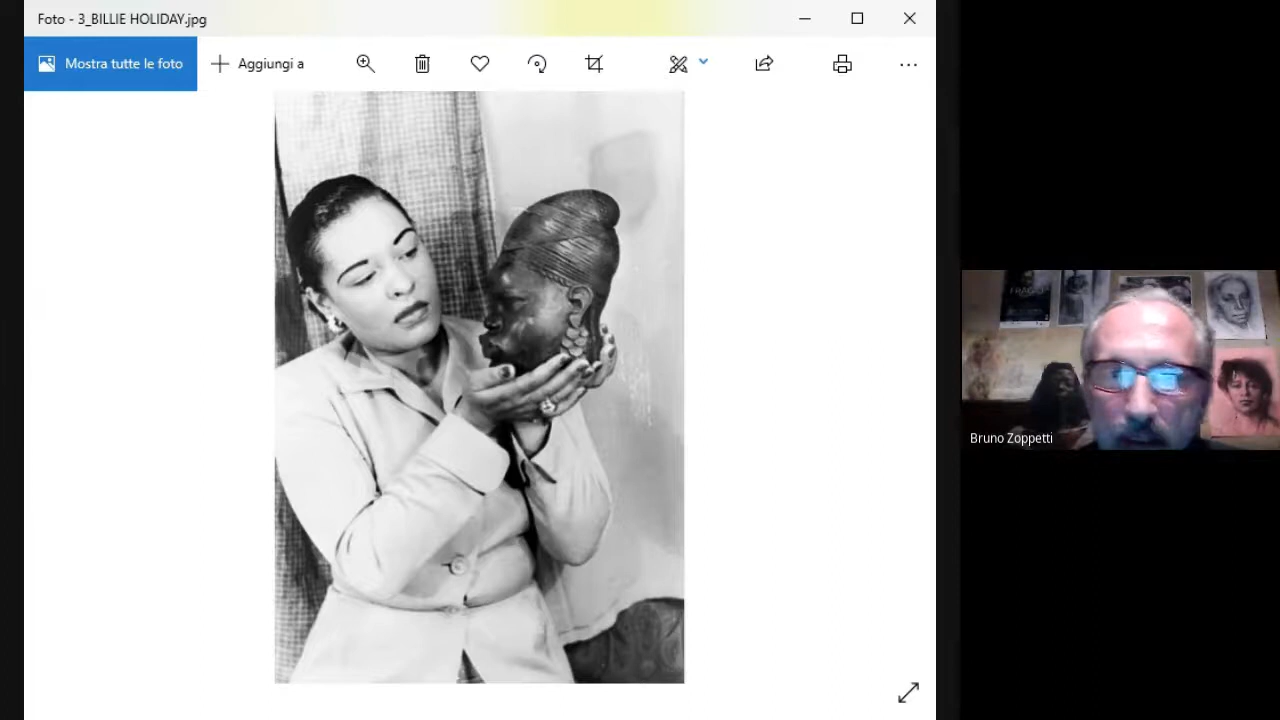 Foto - 3_BILLIE HOLIDAY.jpg
Mostra tutte le foto
Aggiungi a
Bruno Zoppetti